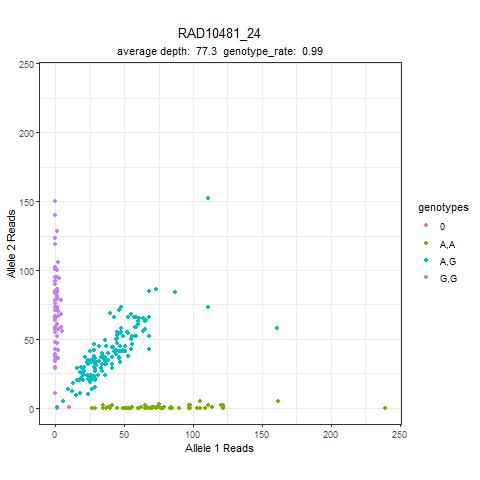 RAD10481_24
average depth:  77.3  genotype_rate:  0.99
250
200
150
100
50
0
Allele 2 Reads
0
50
100
150
200
250
Allele 1 Reads
genotypes
0
A,A
A,G
G,G